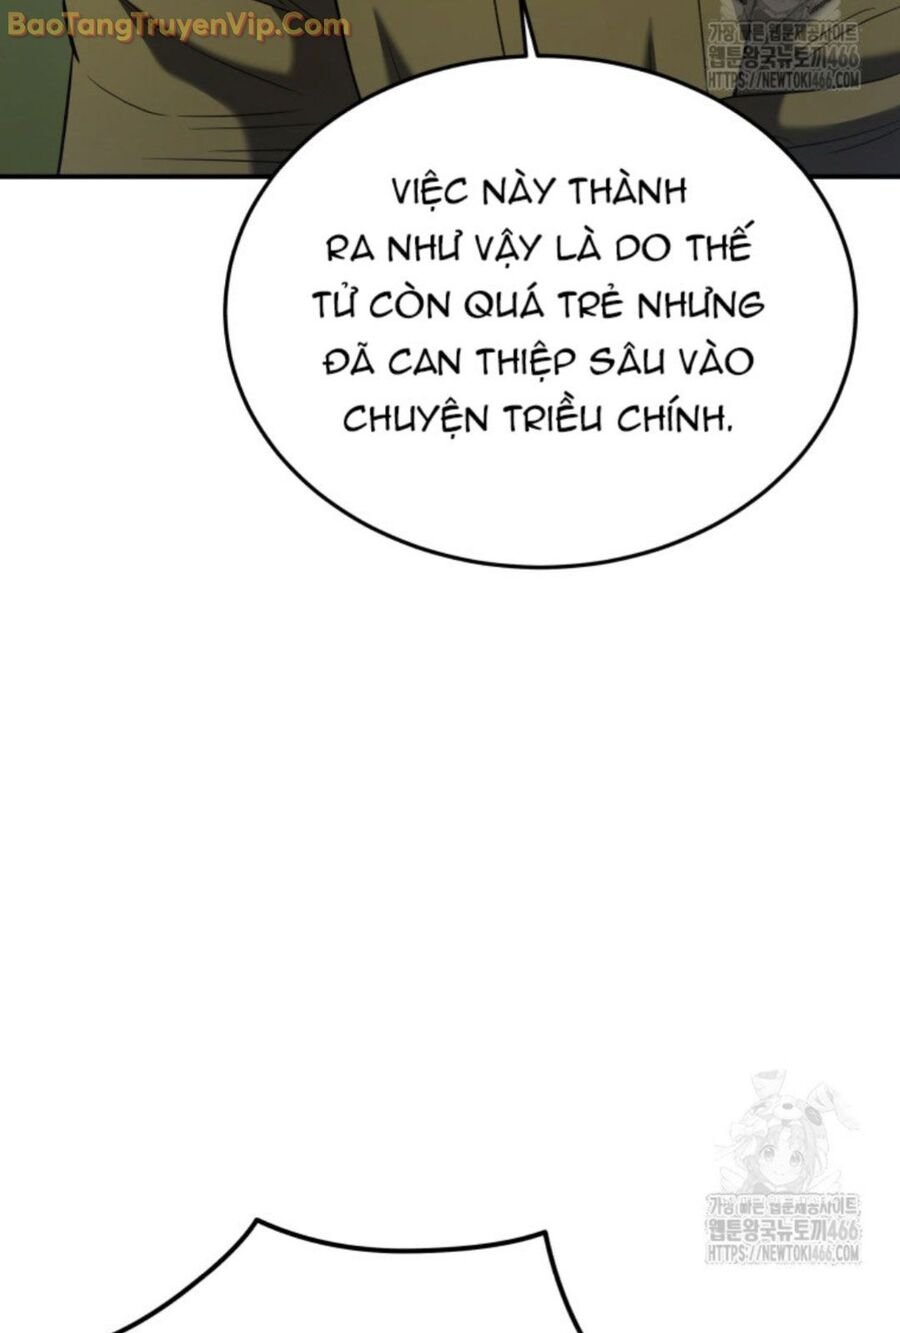 BaoTangTruyenVip.Com
가장 빠른 웹툰제공사이트
웹툰왕국뉴토끼466
HTTPS://NEWTOKI466.COM
VIỆC NÀY THÀNH
RA NHƯ VẬY LÀ DO THẾ
TỬ CÒN QUÁ TRẺ NHƯNG
ĐÃ CAN THIỆP SÂU VÀO
CHUYỆN TRIỀU CHÍNH.
가장 빠른 웹툰제공사이트
웹툰왕국뉴토끼466
HTTPS://NEWTOKI466.COM